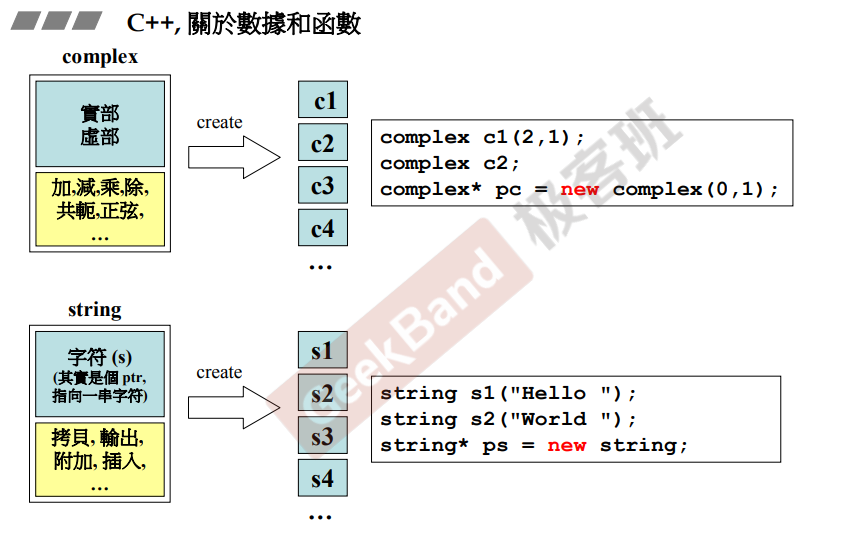 C++, 關於數據和函數
complex
實部
虛部
加,減,乘,除,
共軛,正弦,
…
create
c1
c2
c3
c4
…
complex c1(2,1);
complex c2;
complex* pc = new complex(0,1);
string
字符 (s)
(其實是個 ptr,
指向一串字符)
拷貝, 輸出,
附加, 插入,
…
create
s1
s2
s3
s4
…
string s1("Hello ");
string s2("World ");
string* ps = new string;
GeekBand 极客班